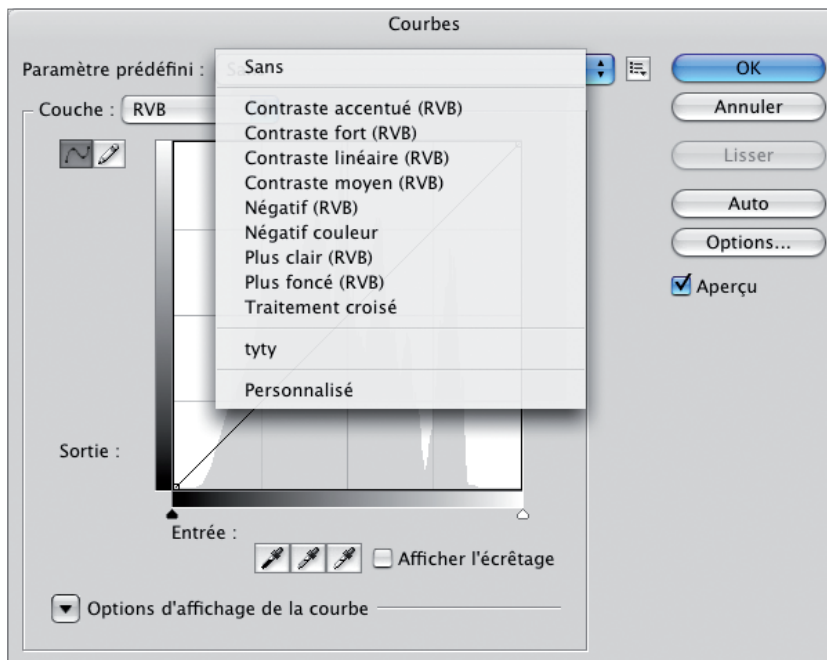 Courbes
Paramètre prédéfini :
Sans
OK
Couche : RVB
Contraste accentué (RVB)
Annuler
Contraste fort (RVB)
Contraste linéaire (RVB)
Lisser
Contraste moyen (RVB)
Négatif (RVB)
Auto
Négatif couleur
Options...
Plus clair (RVB)
Plus foncé (RVB)
Aperçu
Traitement croisé
tyty
Personnalisé
Sortie :
Entrée :
Afficher l'écrêtage
Options d'affichage de la courbe